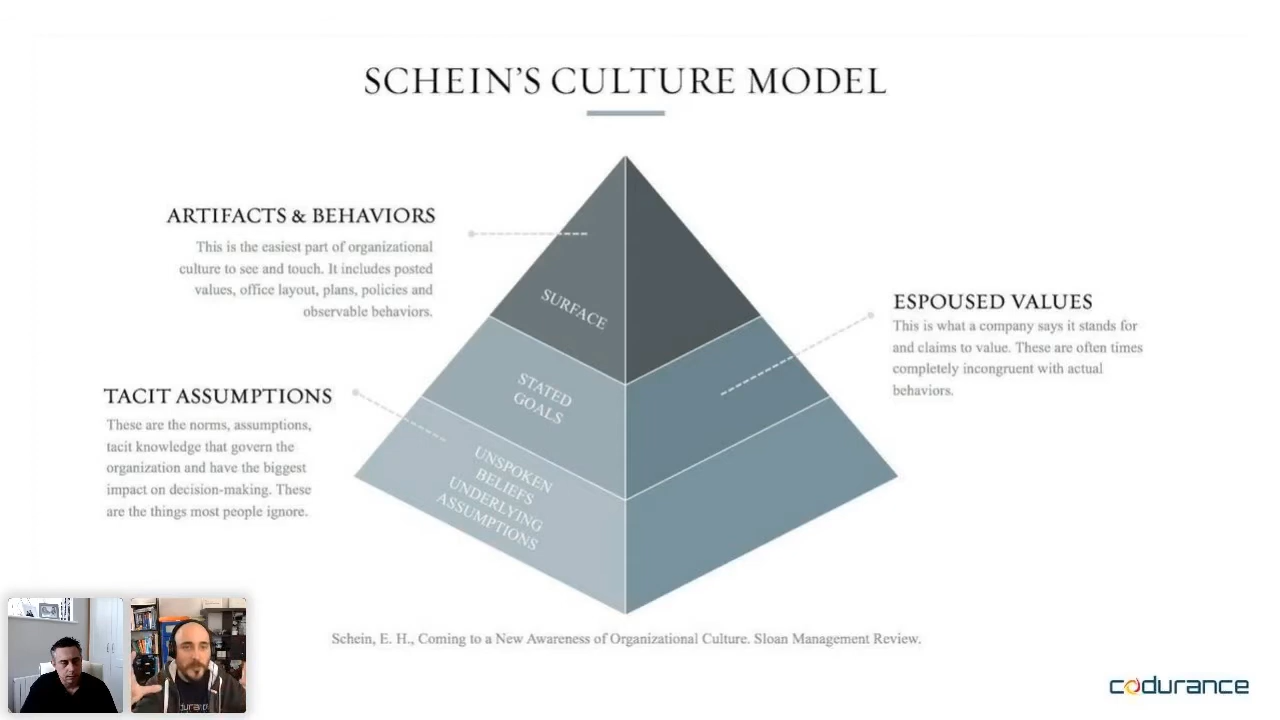 SCHEIN'S CULTURE MODEL
ARTIFACTS & BEHAVIORS
This is the easiest part of organizational
culture to see and touch. It includes posted
values, office layout, plans, policies and
observable behaviors.
SURFACE
ESPOUSED VALUES
This is what a company says it stands for
and claims to value. These are often times
completely incongruent with actual
behaviors.
STATED
GOALS
TACIT ASSUMPTIONS
These are the norms, assumptions,
tacit knowledge that govern the
organization and have the biggest
impact on decision-making. These
are the things most people ignore.
UNSPOKEN
BELIEFS
UNDERLYING
ASSUMPTIONS
Schein, E. H., Coming to a New Awareness of Organizational Culture. Sloan Management Review.
codurance